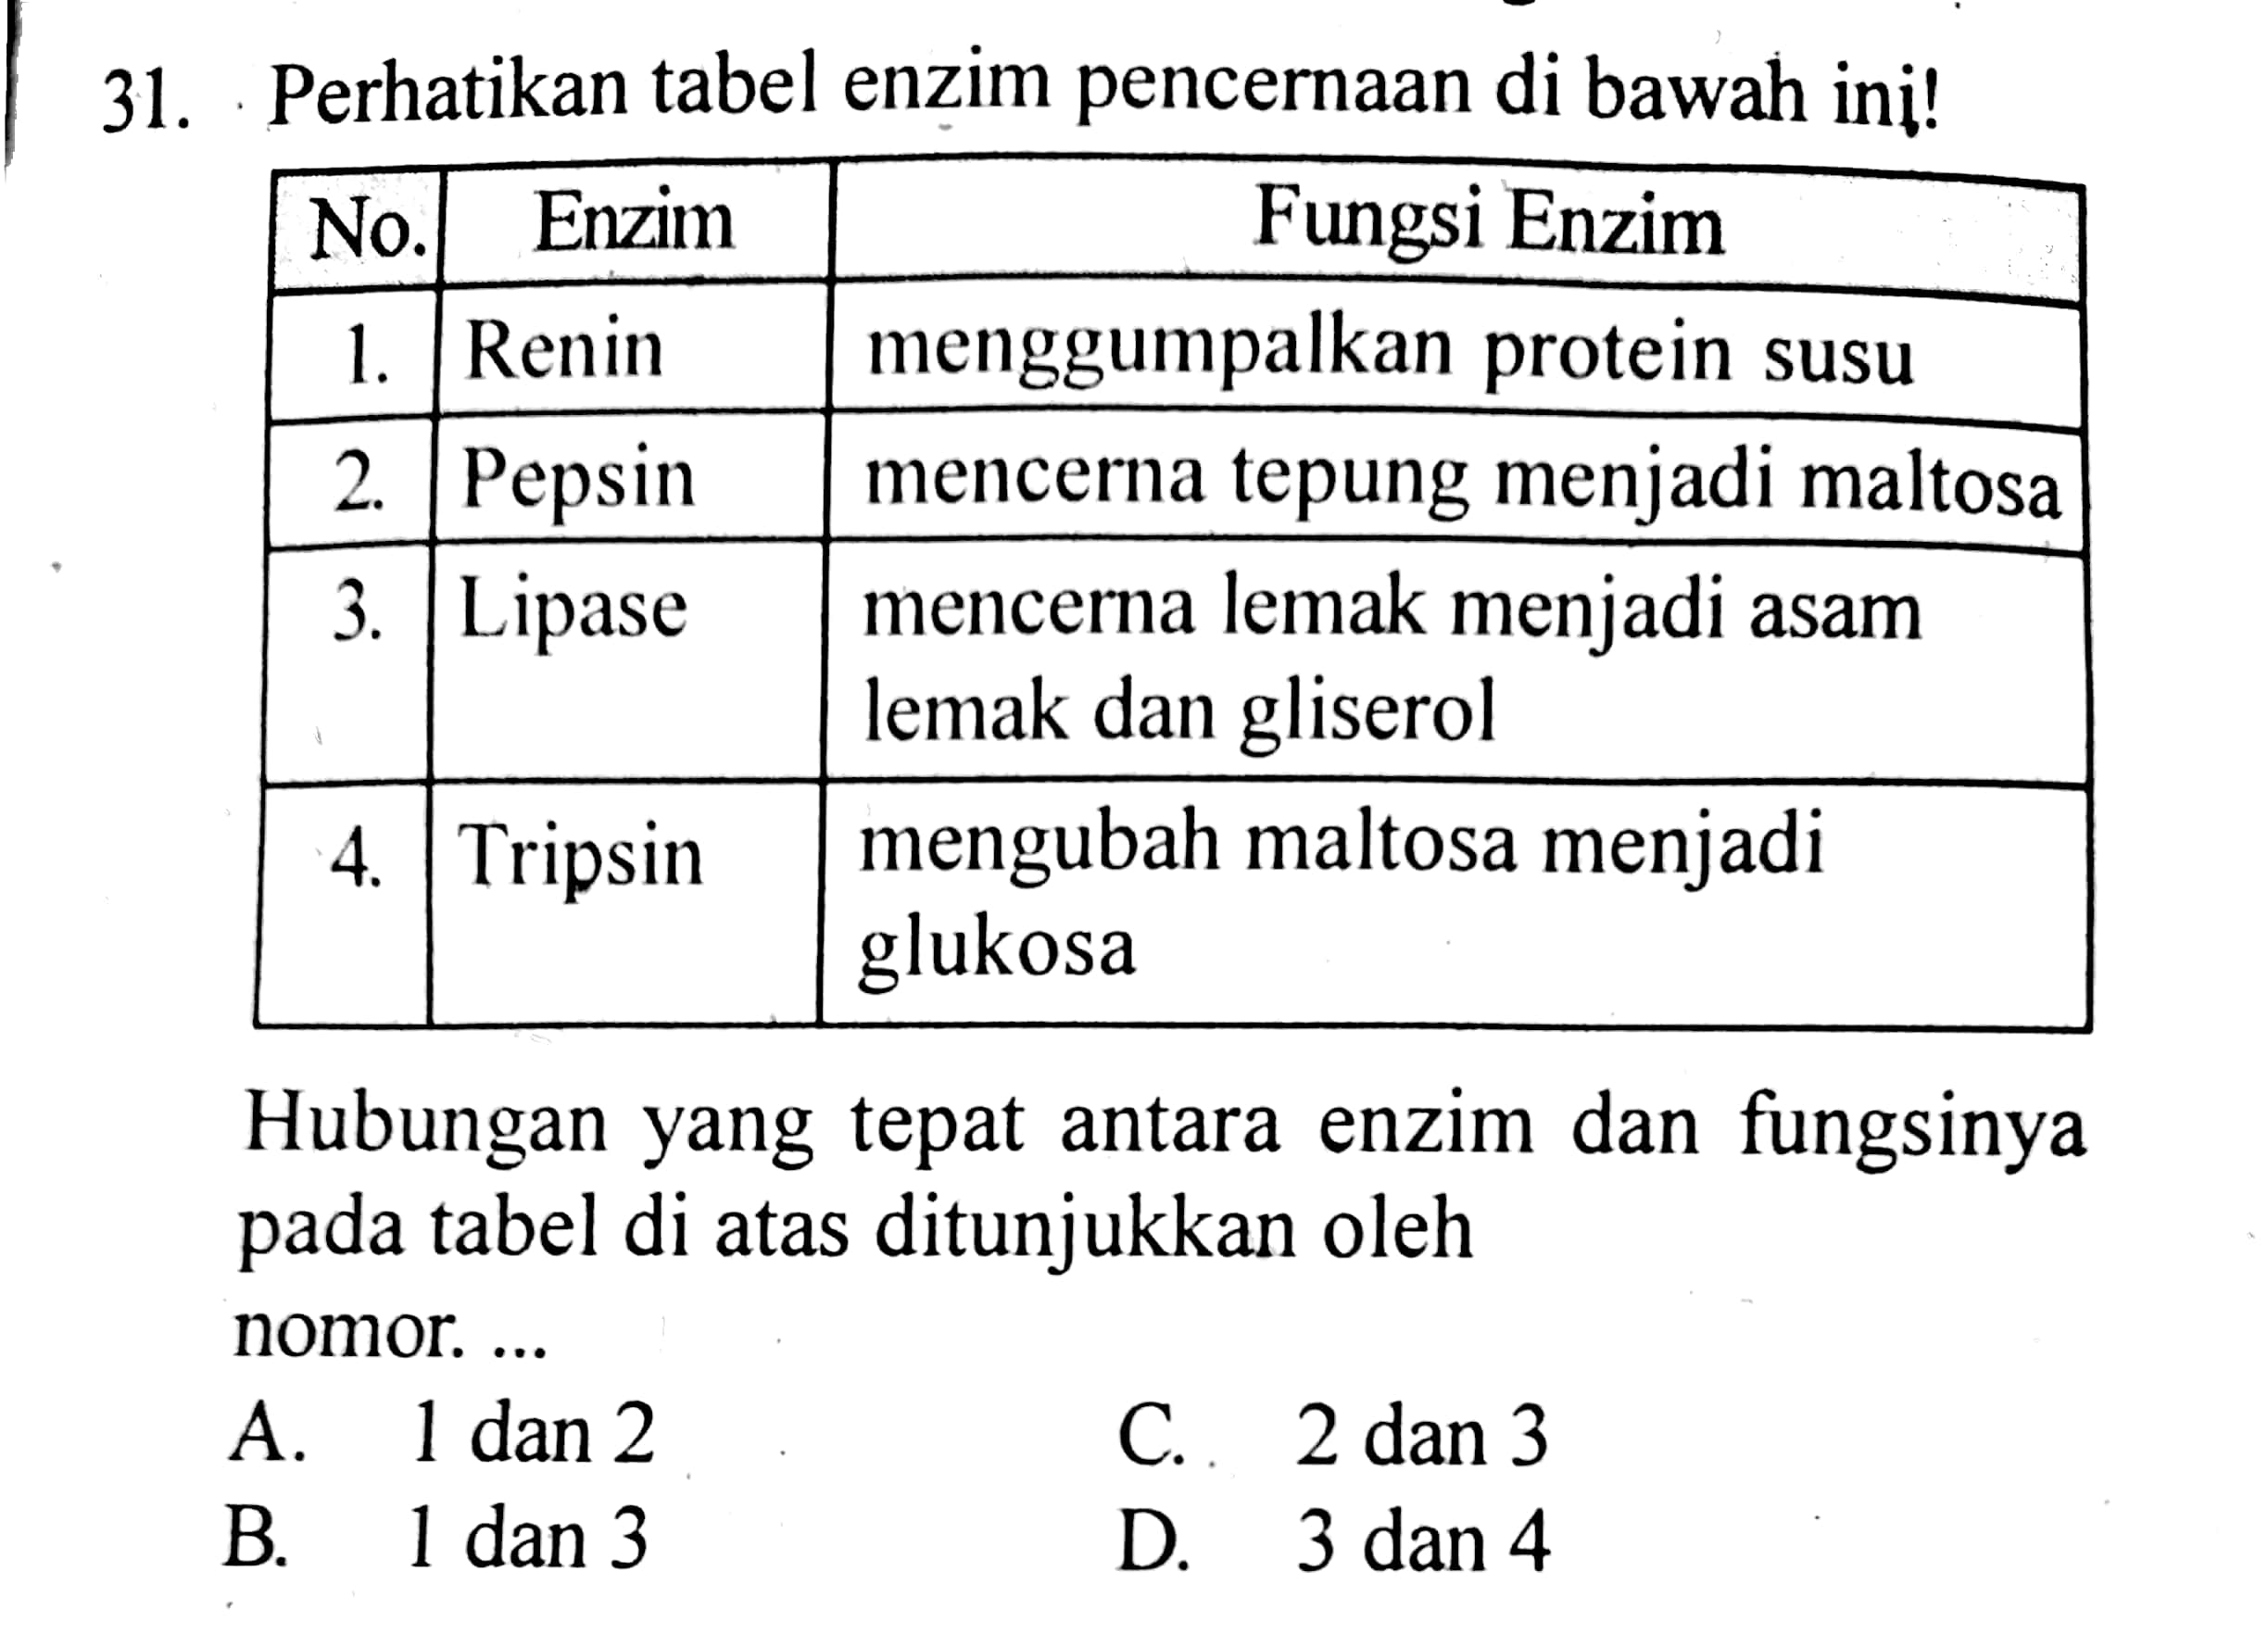 31. Perhatikan tabel enzim pencernaan di bawah ini!
No. Enzim Fungsi Enzim
1. Renin menggumpalkan protein susu
2. Pepsin mencerna tepung menjadi maltosa
3. Lipase mencerna lemak menjadi asam
lemak dan gliserol
4. Tripsin mengubah maltosa menjadi
glukosa
Hubungan yang tepat antara enzim dan fungsinya
pada tabel di atas ditunjukkan oleh
nomor. ...
A. 1 dan 2 C. 2 dan 3
B. 1 dan 3 D. 3 dan 4